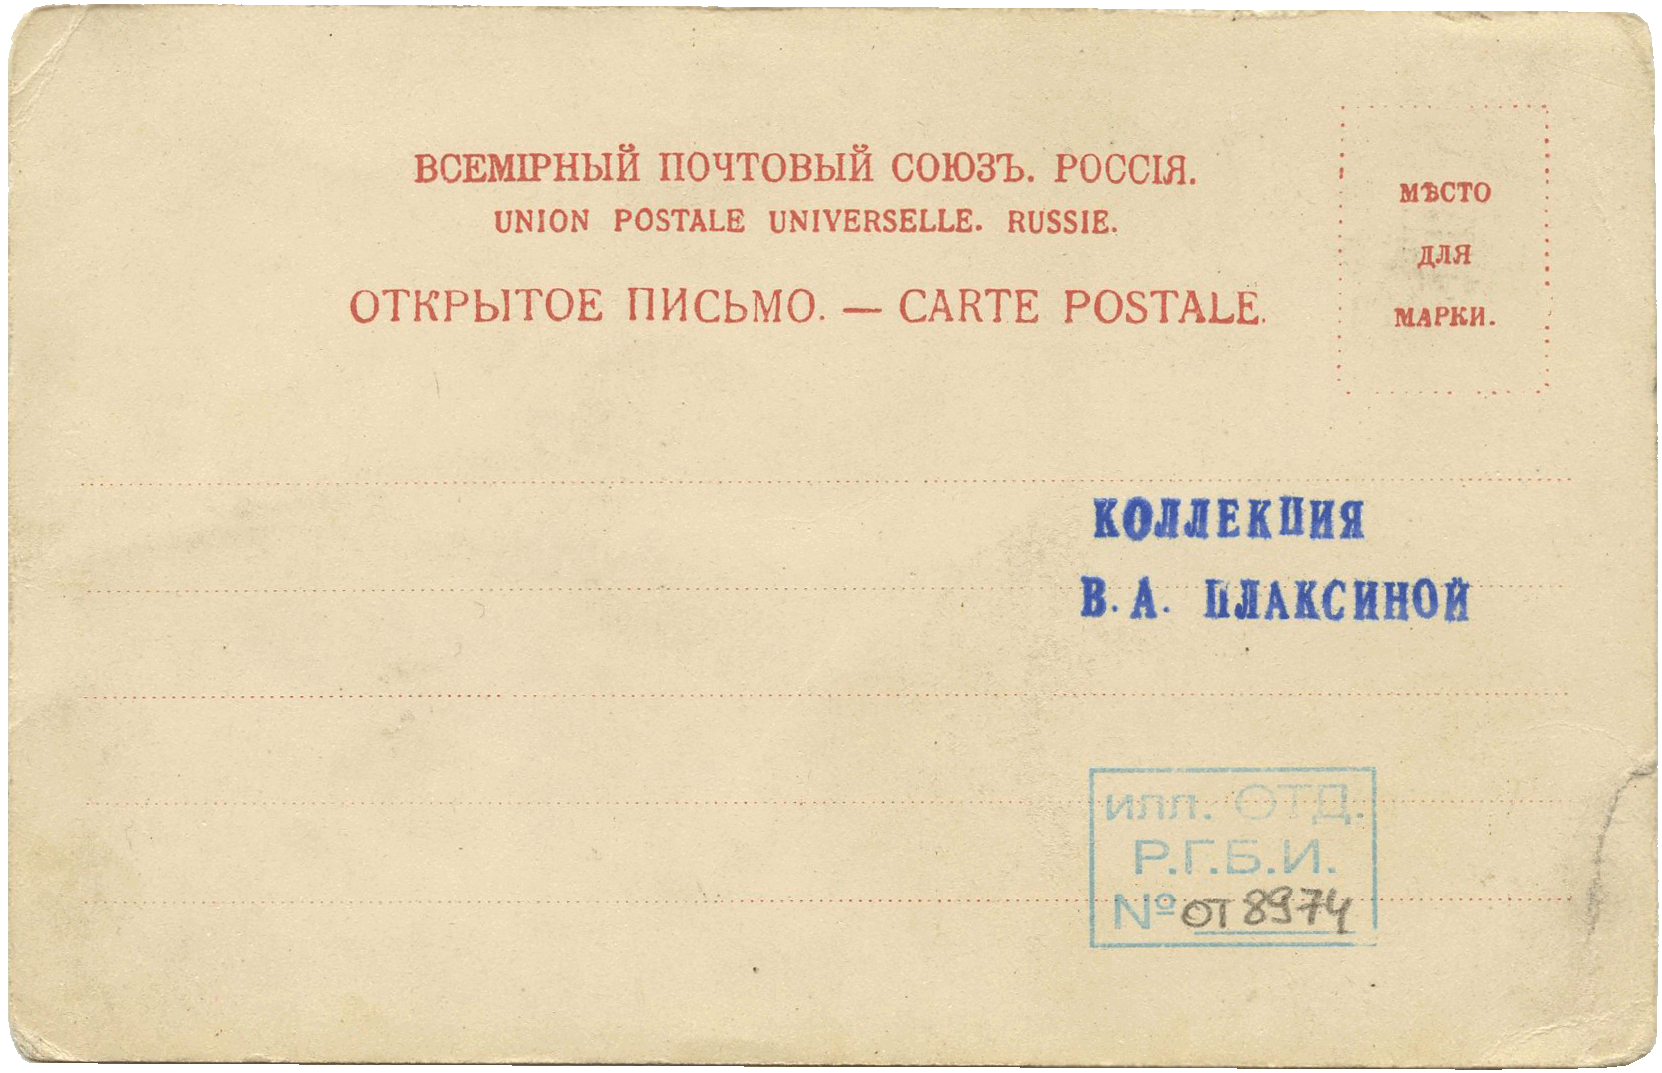 ВСЕМІРНЫЙ ПОЧТОВЫЙ СОЮЗЪ. РОССІЯ.
UNION POSTALE UNIVERSELLE. RUSSIE.
ОТКРЫТОЕ ПИСЬМО. — CARTE POSTALE.
МѢСТО
ДЛЯ
МАРКИ.
КОЛЛЕКЦИЯ
В. А. ПЛАКСИНОЙ
ИЛЛ. ОТД.
Р.Г.Б.И.
№ ОТ 8974